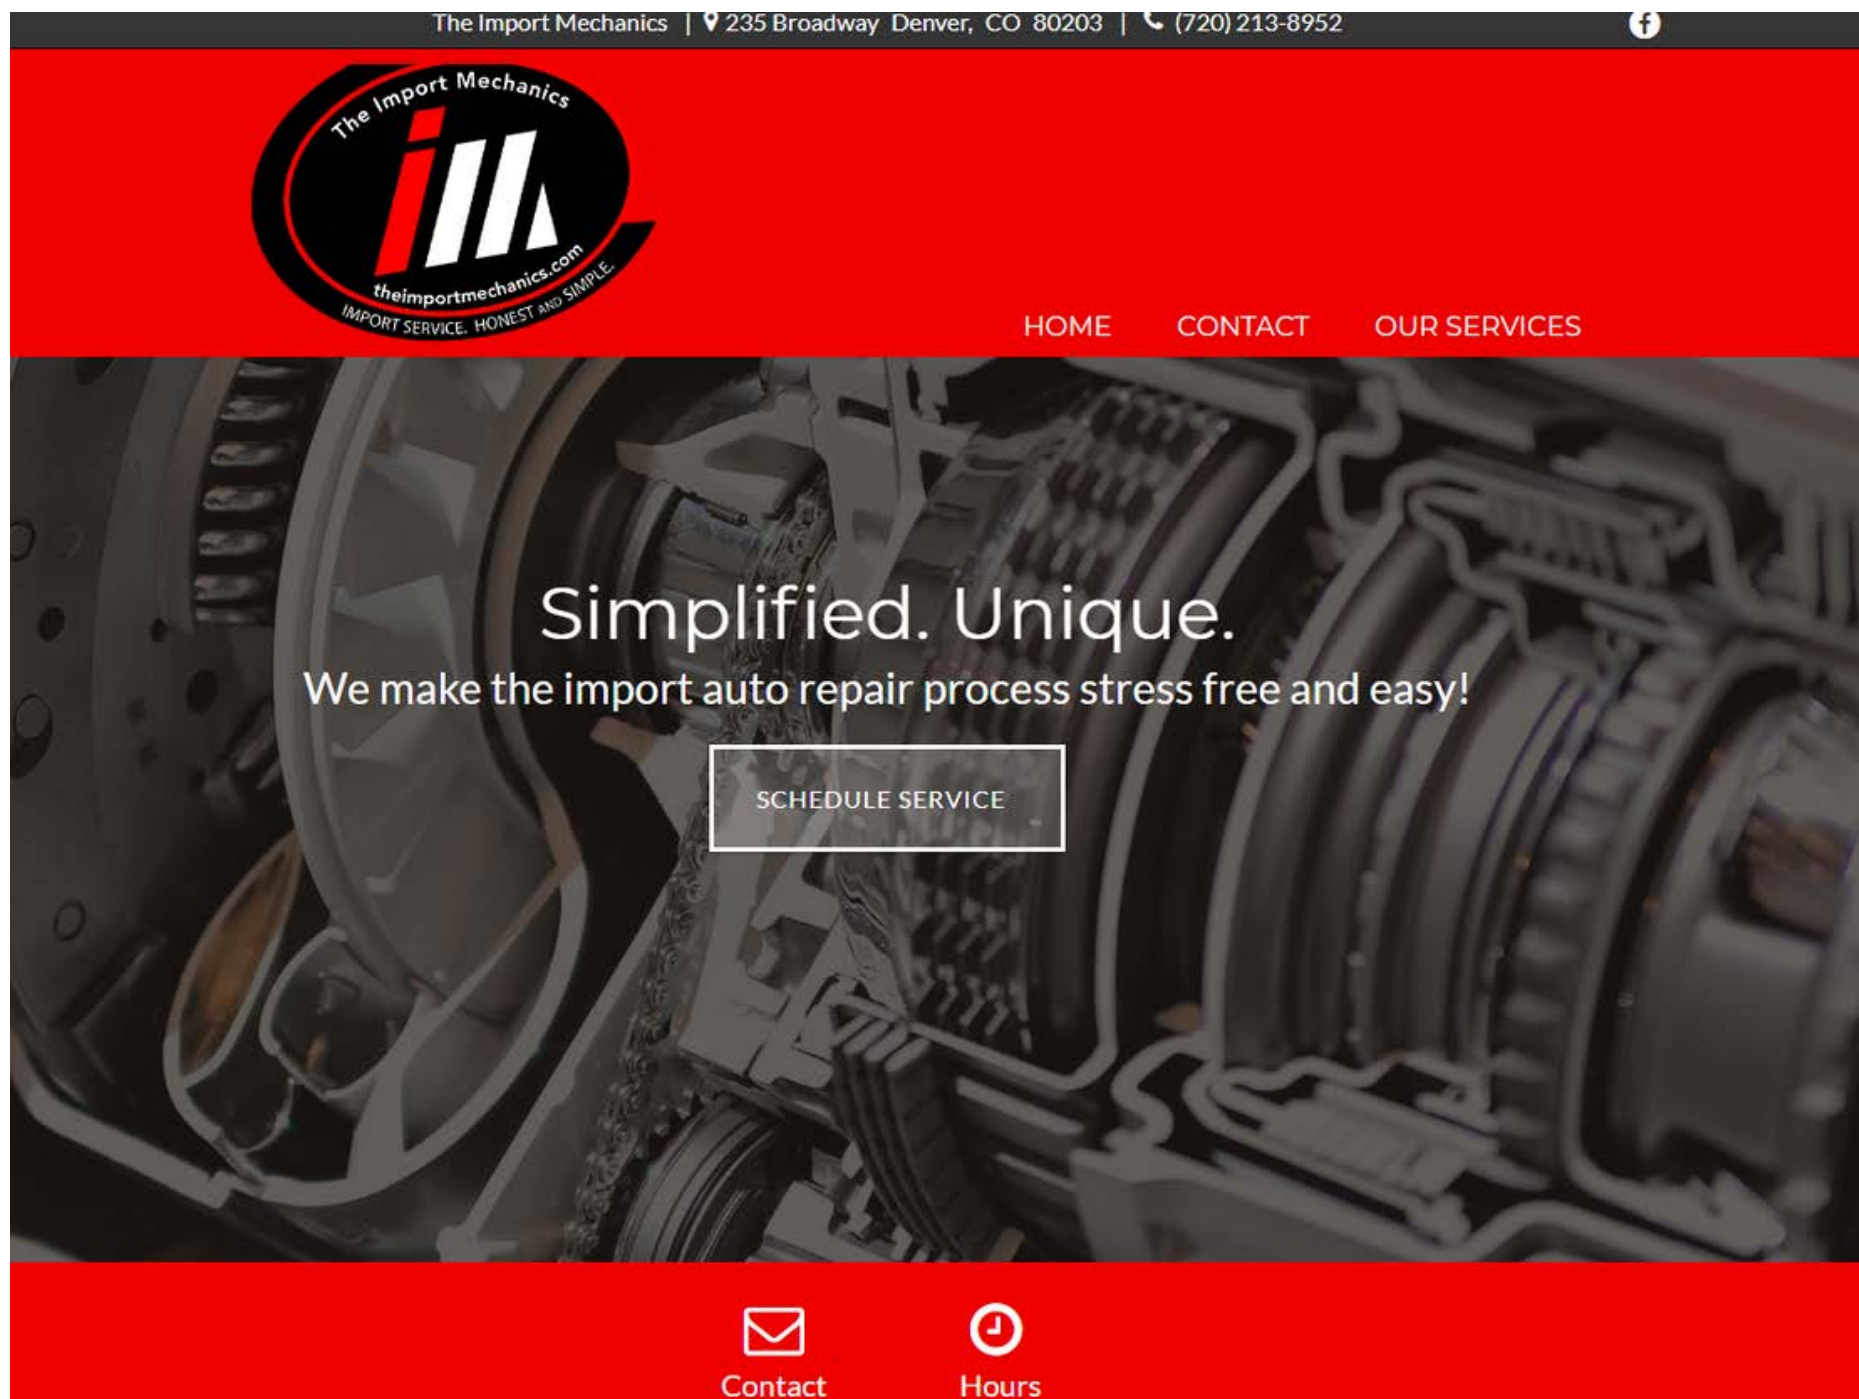 The Import Mechanics | 235 Broadway Denver, CO 80203 | (720) 213-8952
The Import Mechanics
im
theimportmechanics.com
IMPORT SERVICE. HONEST AND SIMPLE.
HOME CONTACT OUR SERVICES
Simplified. Unique.
We make the import auto repair process stress free and easy!
SCHEDULE SERVICE
Contact Hours